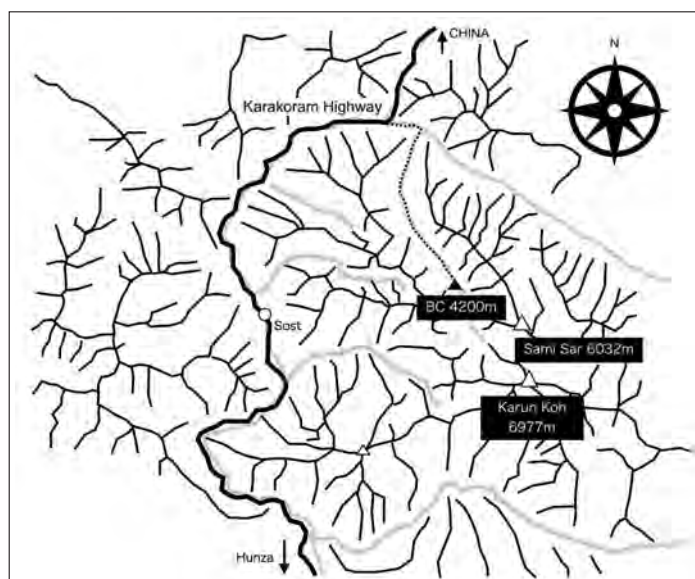 CHINA
N
Karakoram Highway
BC 4200m
Sost
Sami Sar 6032m
Karun Koh
6977m
Hunza